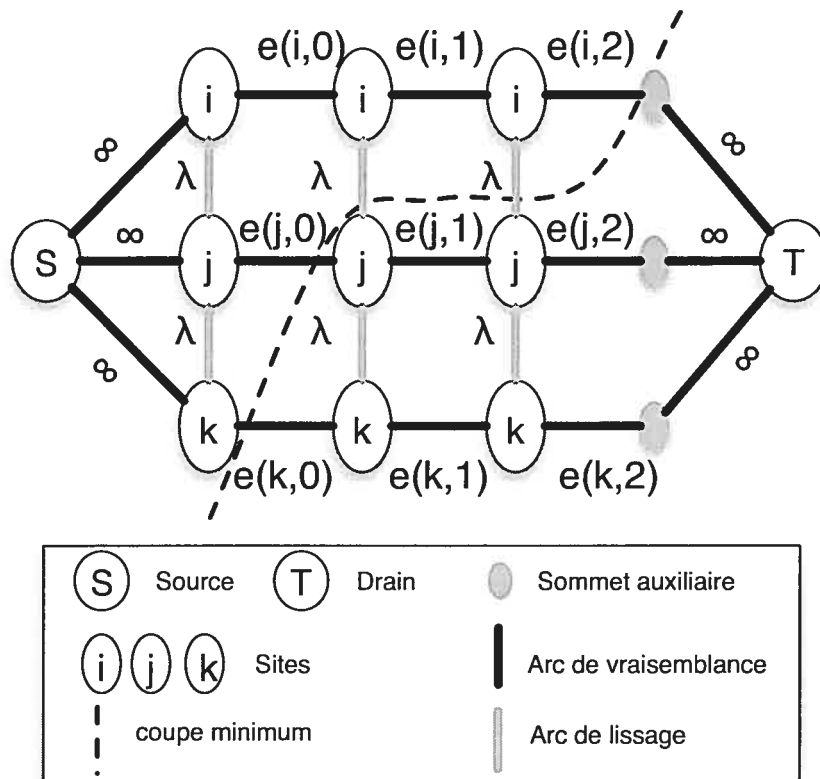 e(i,0) e(i,1) e(i,2)
i i i
∞ λ λ λ ∞
∞ e(j,0) e(j,1) e(j,2) ∞
S j j j T
λ λ λ
∞ ∞
k k k
e(k,0) e(k,1) e(k,2)
S Source T Drain Sommet auxiliaire
i j k Sites Arc de vraisemblance
coupe minimum Arc de lissage